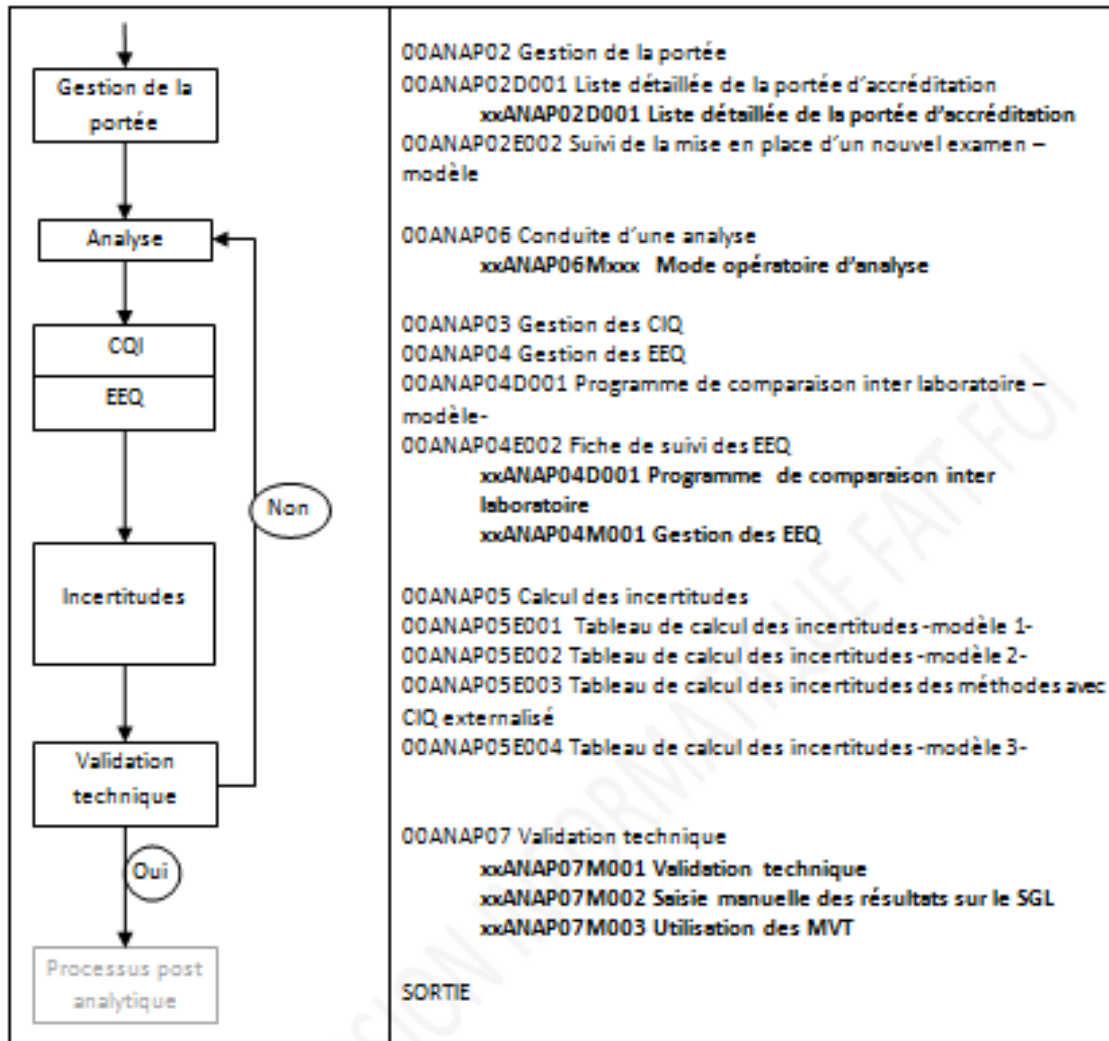 Gestion de la
portée
Analyse
CQI
EEQ
Non
Incertitudes
Validation
technique
Oui
Processus post
analytique
00ANAP02 Gestion de la portée
00ANAP02D001 Liste détaillée de la portée d'accréditation
xxANAP02D001 Liste détaillée de la portée d'accréditation
00ANAP02E002 Suivi de la mise en place d'un nouvel examen –
modèle
00ANAP06 Conduite d'une analyse
xxANAP06Mxxx Mode opératoire d'analyse
00ANAP03 Gestion des CIQ
00ANAP04 Gestion des EEQ
00ANAP04D001 Programme de comparaison inter laboratoire –
modèle-
00ANAP04E002 Fiche de suivi des EEQ
xxANAP04D001 Programme de comparaison inter
laboratoire
xxANAP04M001 Gestion des EEQ
00ANAP05 Calcul des incertitudes
00ANAP05E001 Tableau de calcul des incertitudes -modèle 1-
00ANAP05E002 Tableau de calcul des incertitudes -modèle 2-
00ANAP05E003 Tableau de calcul des incertitudes des méthodes avec
CIQ externalisé
00ANAP05E004 Tableau de calcul des incertitudes -modèle 3-
00ANAP07 Validation technique
xxANAP07M001 Validation technique
xxANAP07M002 Saisie manuelle des résultats sur le SGL
xxANAP07M003 Utilisation des MVT
SORTIE
SION INFORMATIQUE FAIT FOI